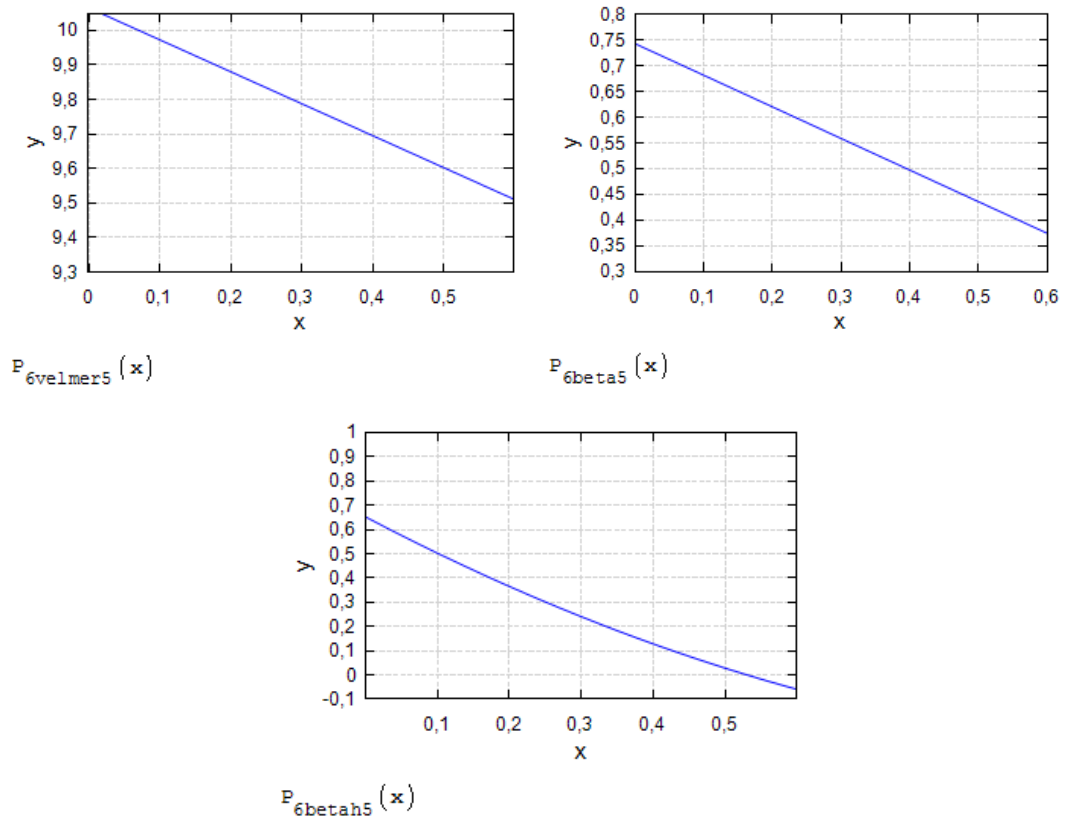 10
9,9
9,8
9,7
9,6
9,5
9,4
9,3
y
0 0,1 0,2 0,3 0,4 0,5
x
P6velmer5(x)
0,8
0,75
0,7
0,65
0,6
0,55
0,5
0,45
0,4
0,35
0,3
y
0 0,1 0,2 0,3 0,4 0,5 0,6
x
P6beta5(x)
1
0,9
0,8
0,7
0,6
0,5
0,4
0,3
0,2
0,1
0
-0,1
y
0,1 0,2 0,3 0,4 0,5
x
P6betah5(x)